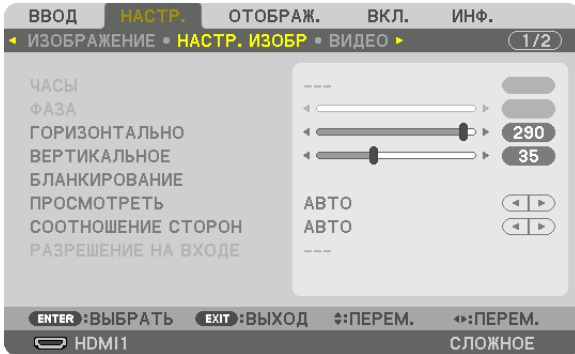 ВВОД НАСТР. ОТОБРАЖ. ВКЛ. ИНФ.
◄ ИЗОБРАЖЕНИЕ • НАСТР. ИЗОБР • ВИДЕО ► 1/2
ЧАСЫ ---
ФАЗА
ГОРИЗОНТАЛЬНО 290
ВЕРТИКАЛЬНОЕ 35
БЛАНКИРОВАНИЕ
ПРОСМОТРЕТЬ АВТО
СООТНОШЕНИЕ СТОРОН АВТО
РАЗРЕШЕНИЕ НА ВХОДЕ ---
ENTER :ВЫБРАТЬ EXIT :ВЫХОД :ПЕРЕМ. :ПЕРЕМ.
HDMI1 СЛОЖНОЕ